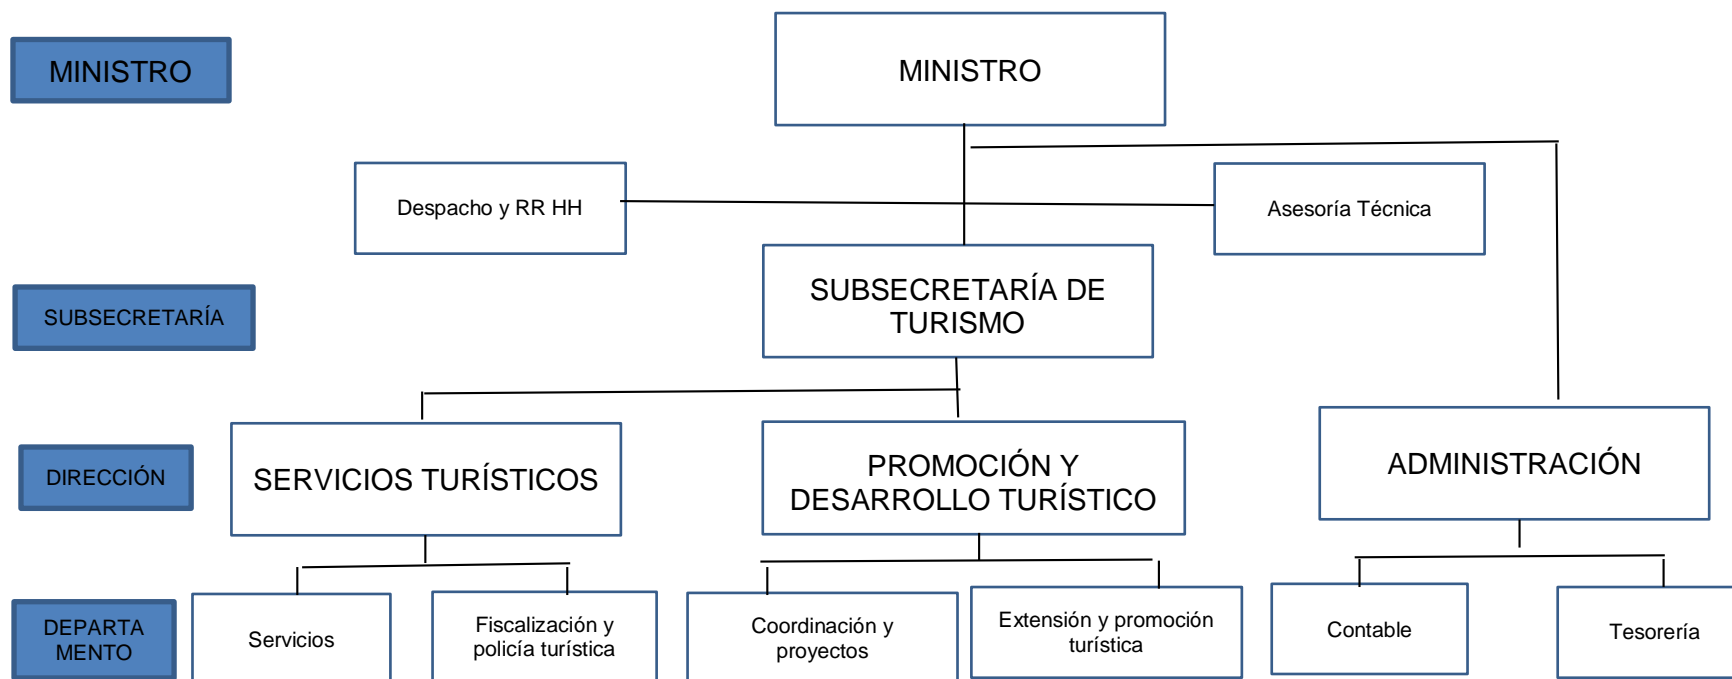 MINISTRO
MINISTRO
Despacho y RR HH
Asesoría Técnica
SUBSECRETARÍA
SUBSECRETARÍA DE
TURISMO
DIRECCIÓN
SERVICIOS TURÍSTICOS
PROMOCIÓN Y
DESARROLLO TURÍSTICO
ADMINISTRACIÓN
DEPARTA
MENTO
Servicios
Fiscalización y
policía turística
Coordinación y
proyectos
Extensión y promoción
turística
Contable
Tesorería